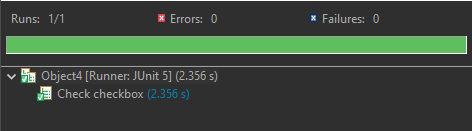 Runs: 1/1 Errors: 0 Failures: 0
Object4 [Runner: JUnit 5] (2.356 s)
Check checkbox (2.356 s)